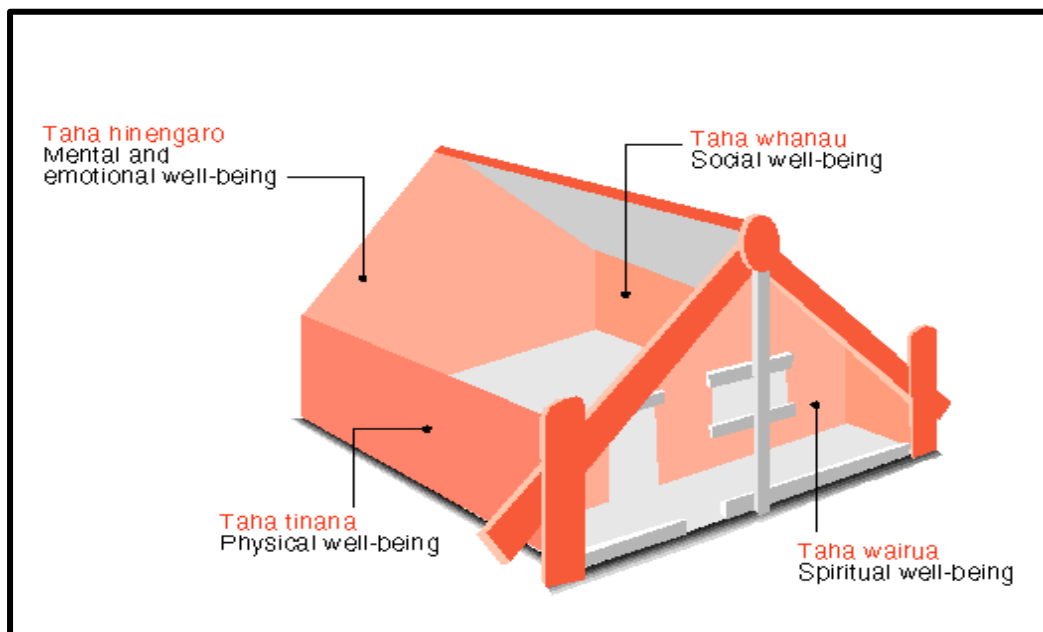 Taha hinengaro
Mental and
emotional well-being
Taha whanau
Social well-being
Taha tinana
Physical well-being
Taha wairua
Spiritual well-being